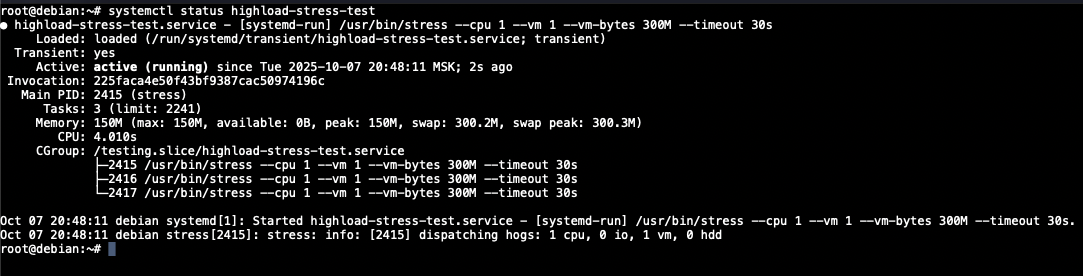 root@debian:~# systemctl status highload-stress-test
● highload-stress-test.service - [systemd-run] /usr/bin/stress --cpu 1 --vm 1 --vm-bytes 300M --timeout 30s
Loaded: loaded (/run/systemd/transient/highload-stress-test.service; transient)
Transient: yes
Active: active (running) since Tue 2025-10-07 20:48:11 MSK; 2s ago
Invocation: 225faca4e50f43bf9387cac50974196c
Main PID: 2415 (stress)
Tasks: 3 (limit: 2241)
Memory: 150M (max: 150M, available: 0B, peak: 150M, swap: 300.2M, swap peak: 300.3M)
CPU: 4.010s
CGroup: /testing.slice/highload-stress-test.service
├─2415 /usr/bin/stress --cpu 1 --vm 1 --vm-bytes 300M --timeout 30s
├─2416 /usr/bin/stress --cpu 1 --vm 1 --vm-bytes 300M --timeout 30s
└─2417 /usr/bin/stress --cpu 1 --vm 1 --vm-bytes 300M --timeout 30s
Oct 07 20:48:11 debian systemd[1]: Started highload-stress-test.service - [systemd-run] /usr/bin/stress --cpu 1 --vm 1 --vm-bytes 300M --timeout 30s.
Oct 07 20:48:11 debian stress[2415]: stress: info: [2415] dispatching hogs: 1 cpu, 0 io, 1 vm, 0 hdd
root@debian:~#